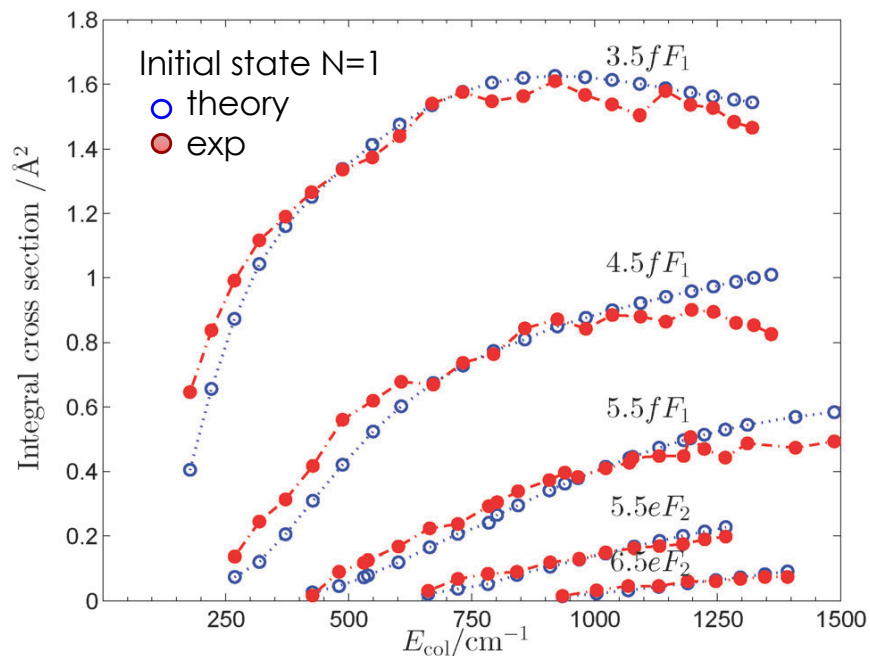 1.8
1.6
1.4
1.2
1
0.8
0.6
0.4
0.2
0
Integral cross section /Å²
Initial state N=1
theory
exp
3.5fF₁
4.5fF₁
5.5fF₁
5.5eF₂
6.5eF₂
250 500 750 1000 1250 1500
E_col/cm⁻¹